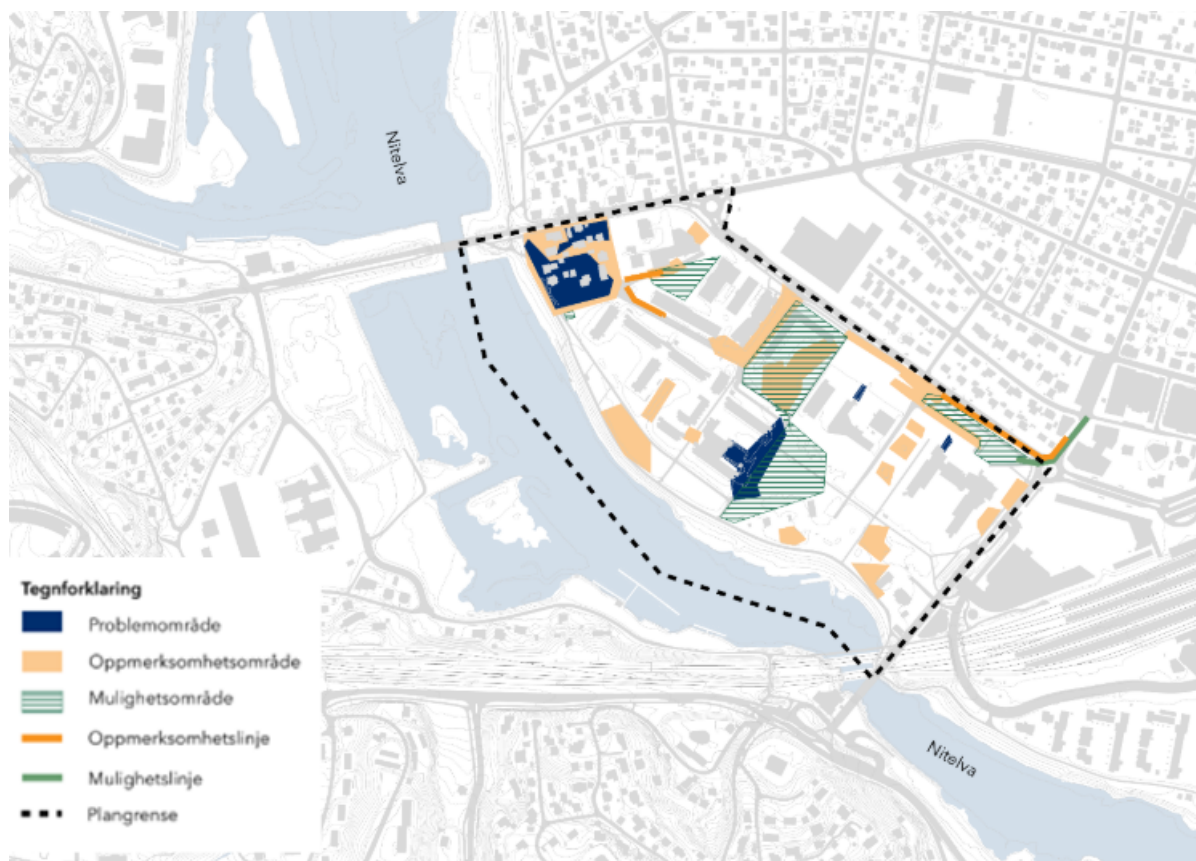 Nitelva
Tegnforklaring
Problemområde
Oppmerksomhetsområde
Mulighetsområde
Oppmerksomhetslinje
Mulighetslinje
Plangrense
Nitelva